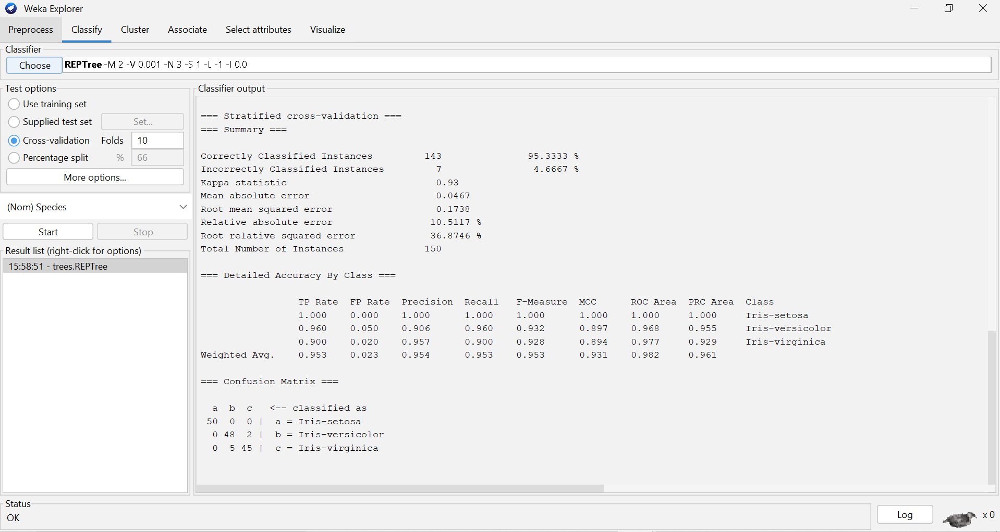 Weka Explorer
Preprocess Classify Cluster Associate Select attributes Visualize
Classifier
Choose REPTree -M 2 -V 0.001 -N 3 -S 1 -L -1 -I 0.0
Test options
Use training set
Supplied test set Set...
Cross-validation Folds 10
Percentage split % 66
More options...
(Nom) Species
Start Stop
Result list (right-click for options)
15:58:51 - trees.REPTree
Classifier output
=== Stratified cross-validation ===
=== Summary ===
Correctly Classified Instances 143 95.3333 %
Incorrectly Classified Instances 7 4.6667 %
Kappa statistic 0.93
Mean absolute error 0.0467
Root mean squared error 0.1738
Relative absolute error 10.5117 %
Root relative squared error 36.8746 %
Total Number of Instances 150
=== Detailed Accuracy By Class ===
TP Rate FP Rate Precision Recall F-Measure MCC ROC Area PRC Area Class
1.000 0.000 1.000 1.000 1.000 1.000 1.000 1.000 Iris-setosa
0.960 0.050 0.906 0.960 0.932 0.897 0.968 0.955 Iris-versicolor
0.900 0.020 0.957 0.900 0.928 0.894 0.977 0.929 Iris-virginica
Weighted Avg. 0.953 0.023 0.954 0.953 0.953 0.931 0.982 0.961
=== Confusion Matrix ===
a b c <-- classified as
50 0 0 | a = Iris-setosa
0 48 2 | b = Iris-versicolor
0 5 45 | c = Iris-virginica
Status
OK
Log x 0